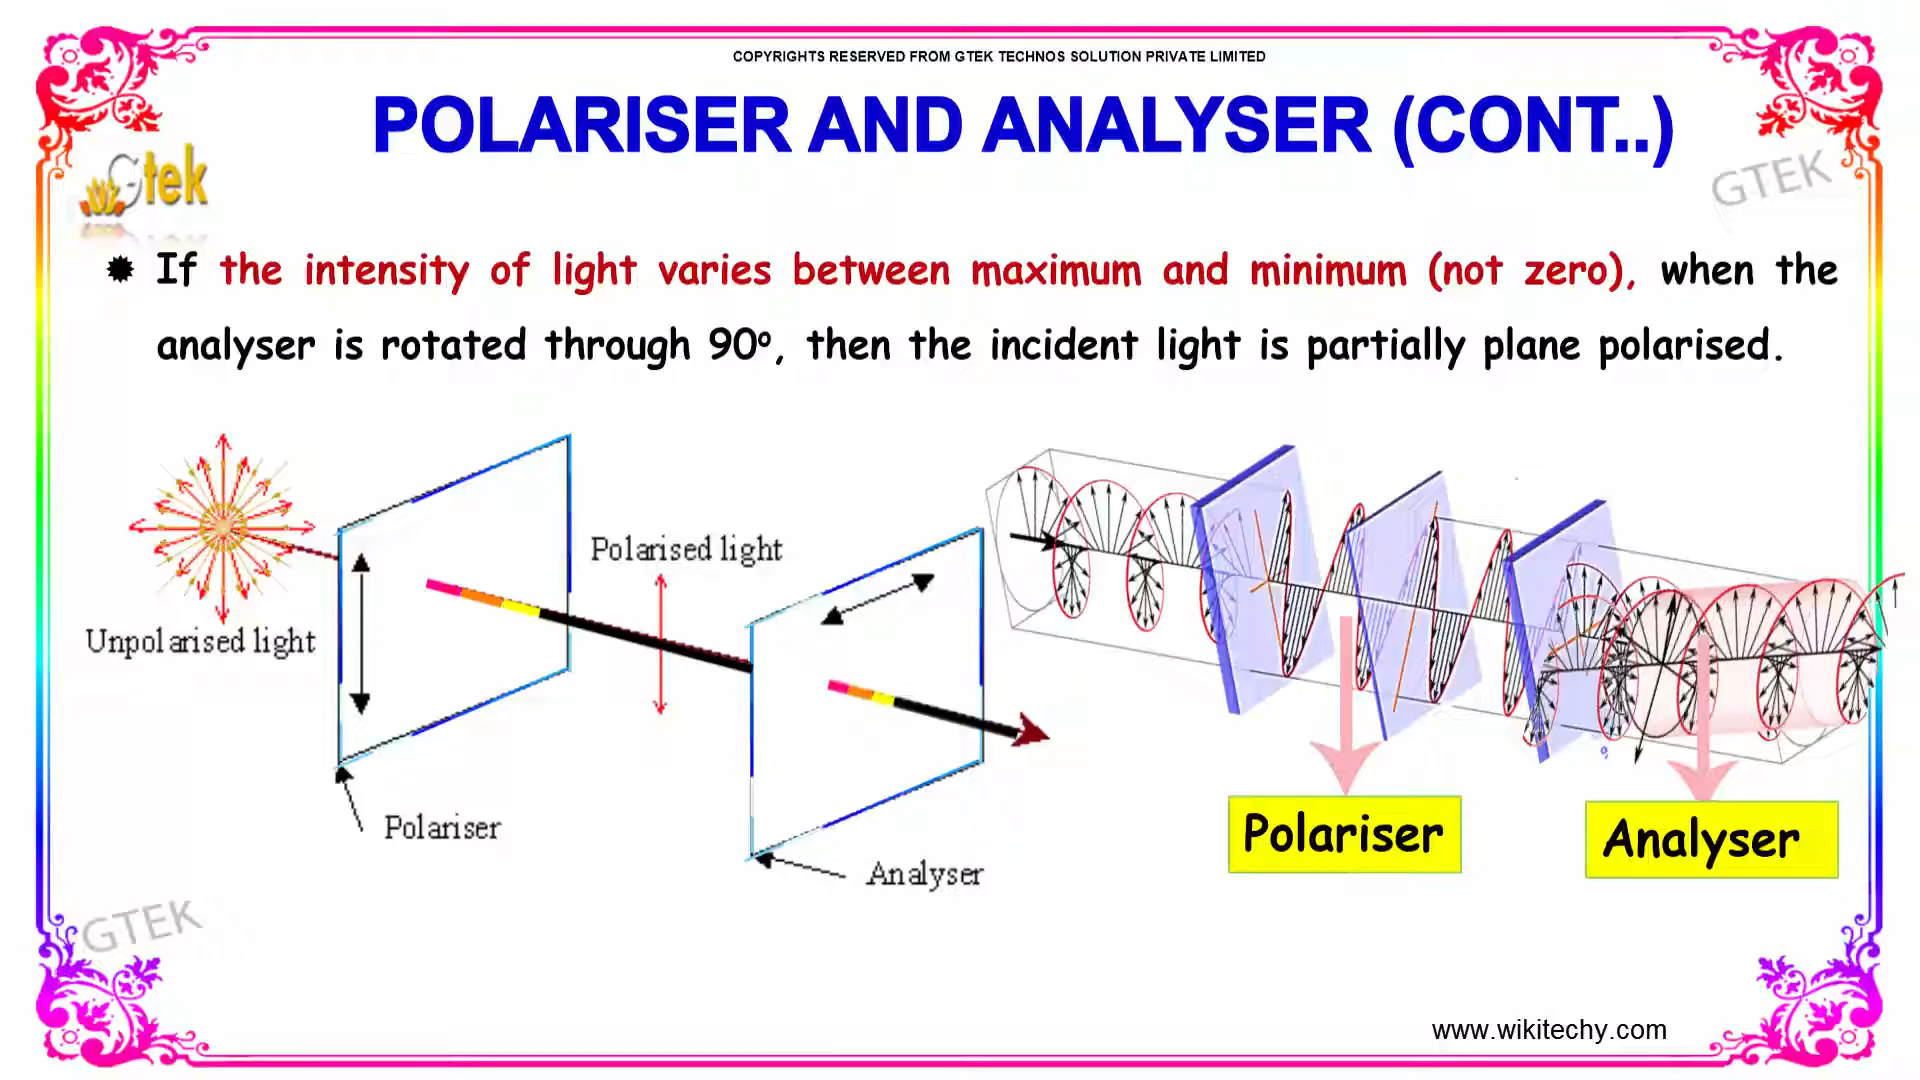 COPYRIGHTS RESERVED FROM GTEK TECHNOS SOLUTION PRIVATE LIMITED
POLARISER AND ANALYSER (CONT..)
Gtek
GTEK
If the intensity of light varies between maximum and minimum (not zero), when the
analyser is rotated through 90°, then the incident light is partially plane polarised.
Polarised light
Unpolarised light
Polariser
Analyser
Polariser
Analyser
GTEK
www.wikitechy.com